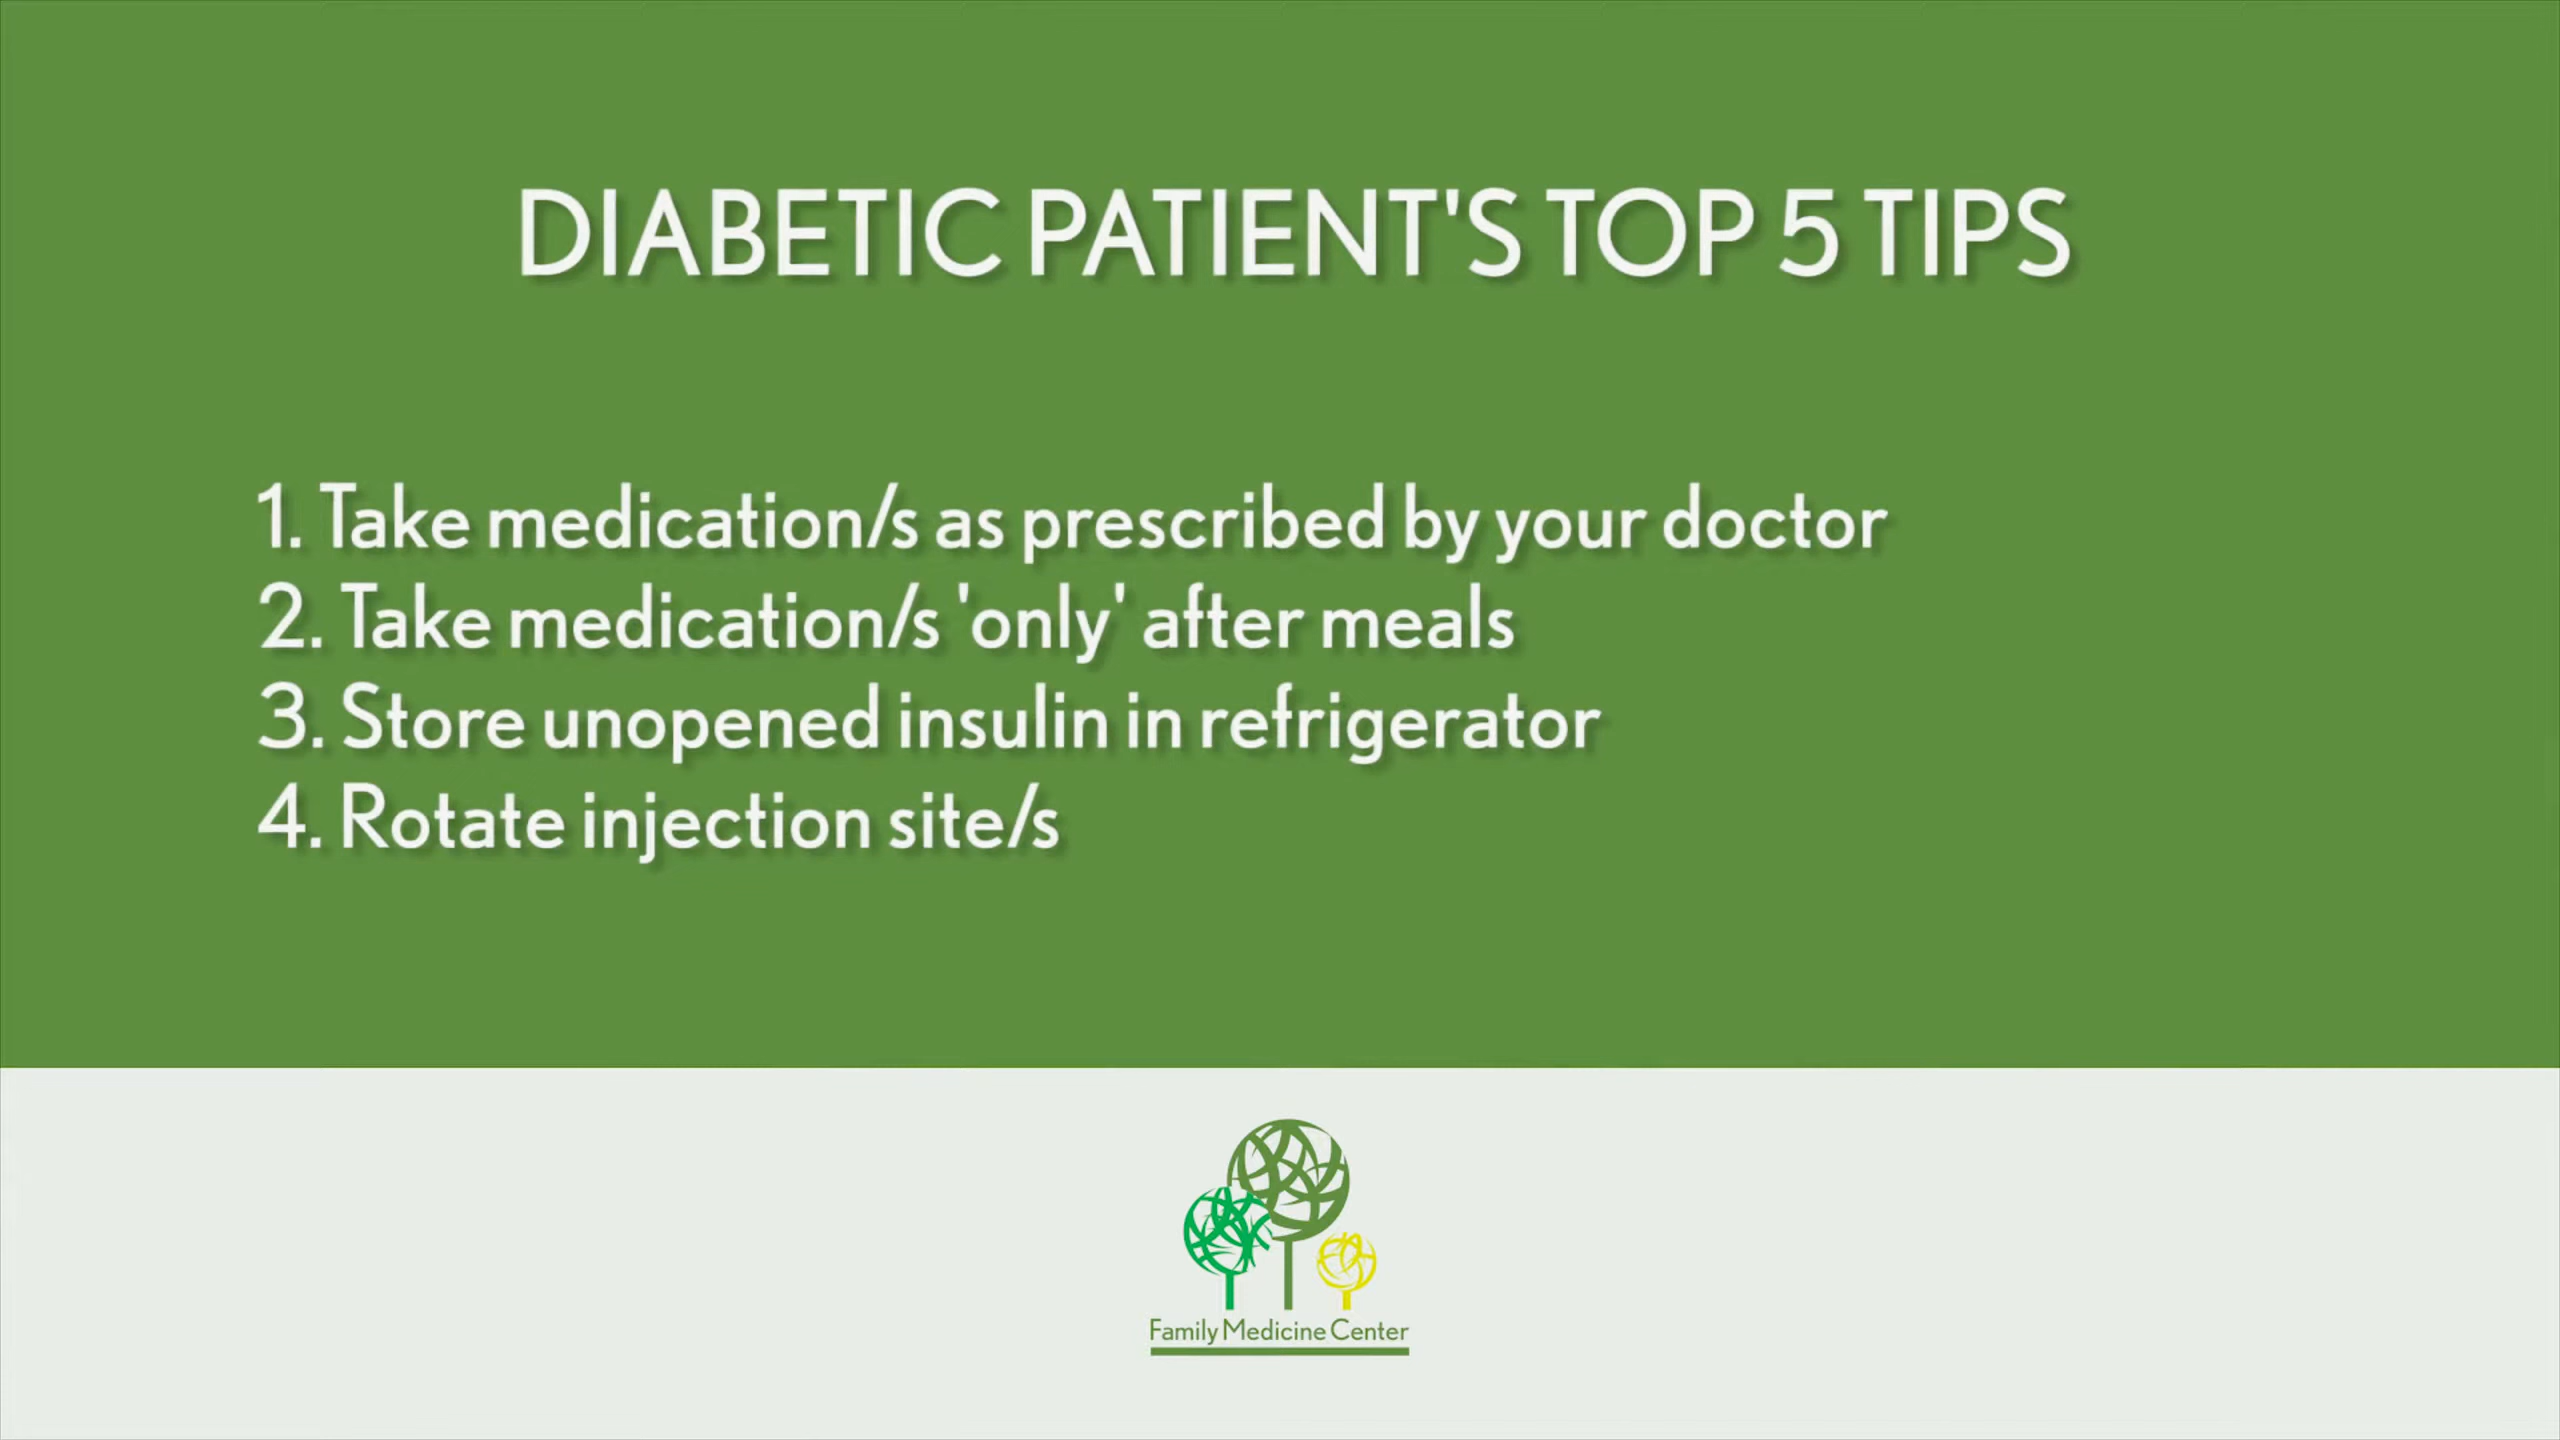 DIABETIC PATIENT'S TOP 5 TIPS
1. Take medication/s as prescribed by your doctor
2. Take medication/s 'only' after meals
3. Store unopened insulin in refrigerator
4. Rotate injection site/s
Family Medicine Center